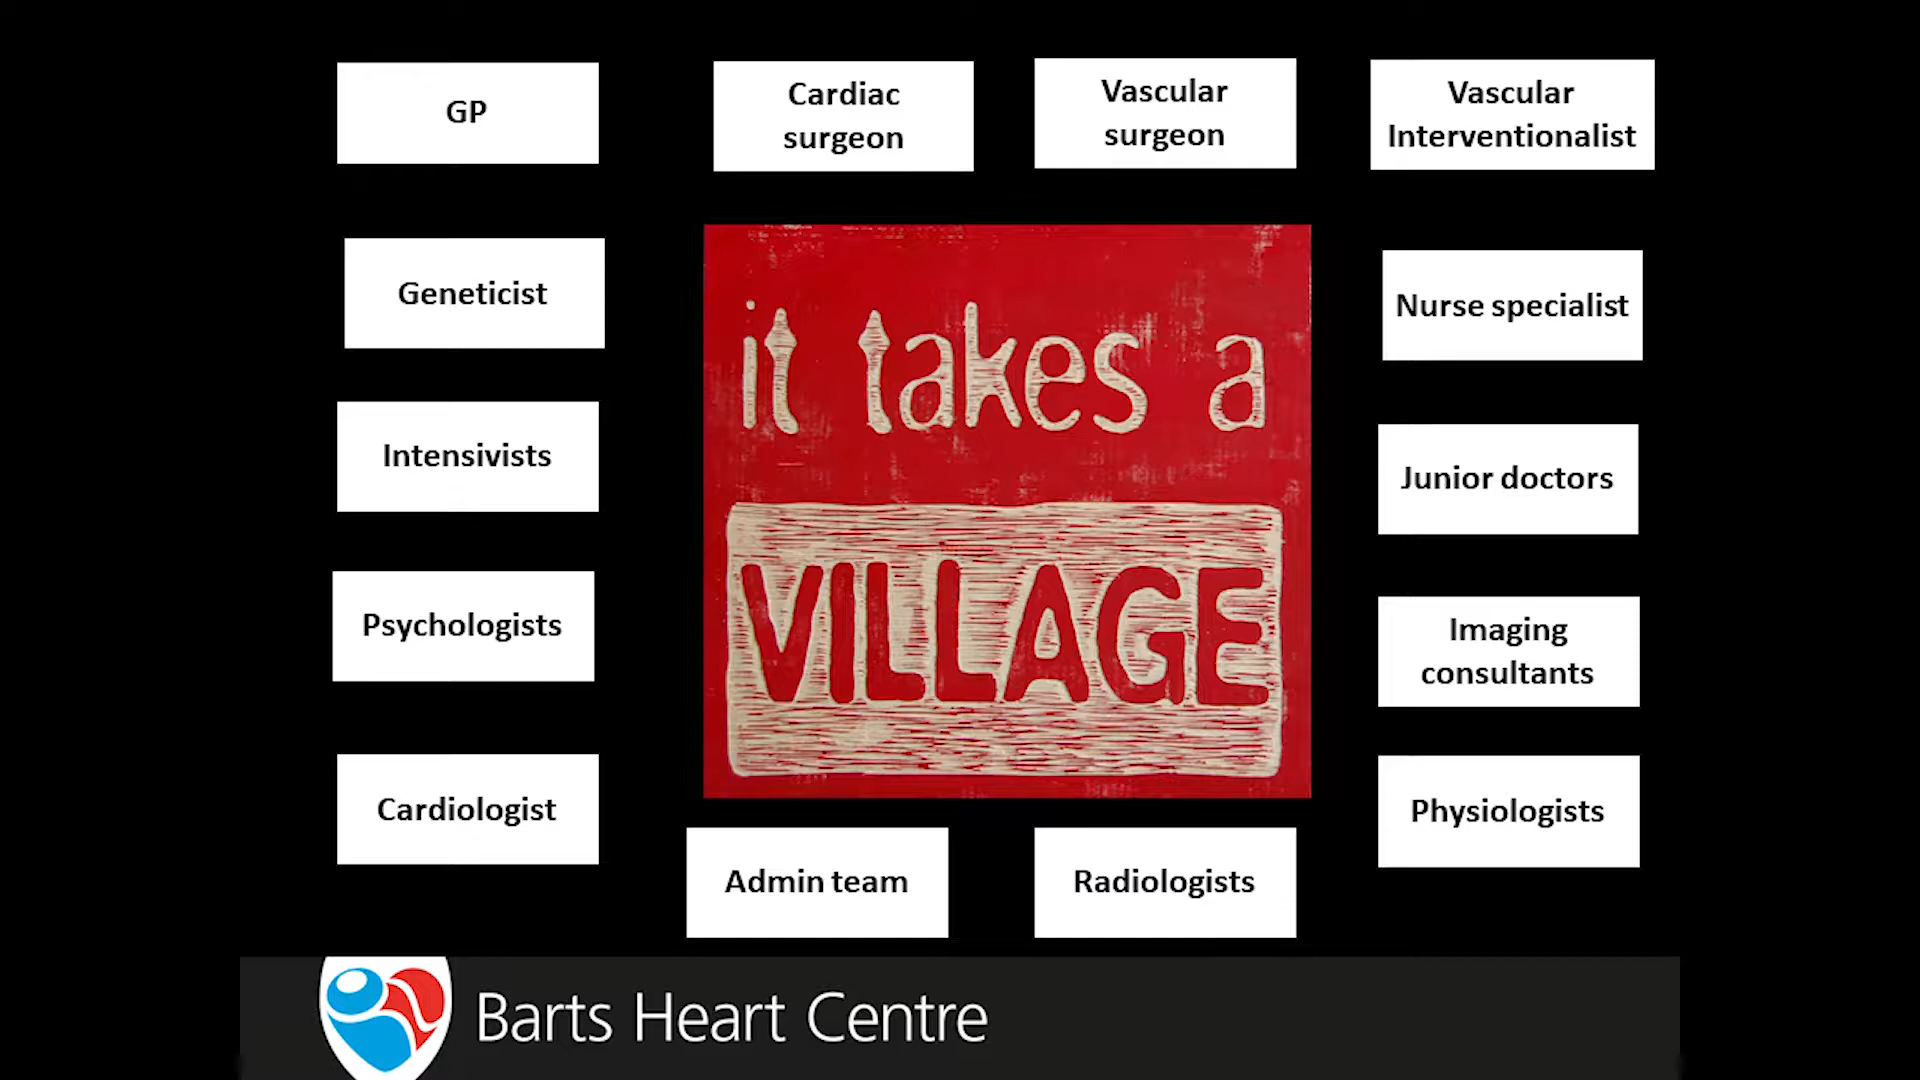 GP
Cardiac
surgeon
Vascular
surgeon
Vascular
Interventionalist
Geneticist
Nurse specialist
it takes a
VILLAGE
Intensivists
Junior doctors
Psychologists
Imaging
consultants
Cardiologist
Physiologists
Admin team
Radiologists
Barts Heart Centre